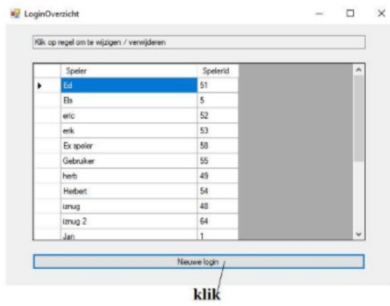 LoginOverzicht
Klik op regel om te wijzigen / verwijderen
Speler SpelerId
Ed 51
Els 5
eric 52
erik 53
Ex speler 58
Gebruiker 55
herb 49
Herbert 54
iznug 48
iznug 2 64
Jan 1
Nieuwe login
klik